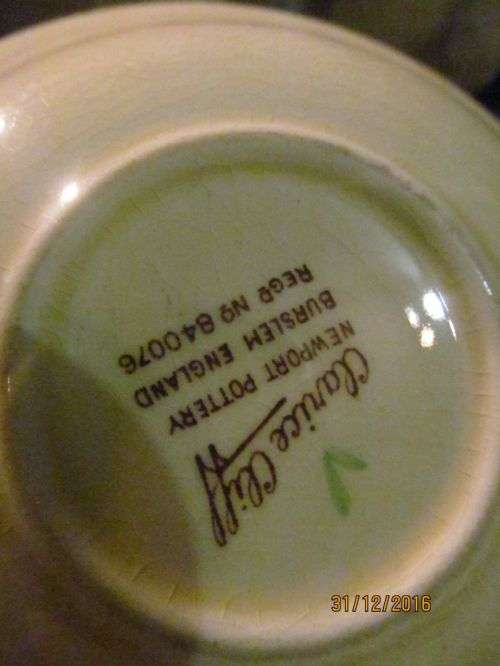 Clarice Cliff
NEWPORT POTTERY
BURSLEM ENGLAND
REGD No 840076
31/12/2016